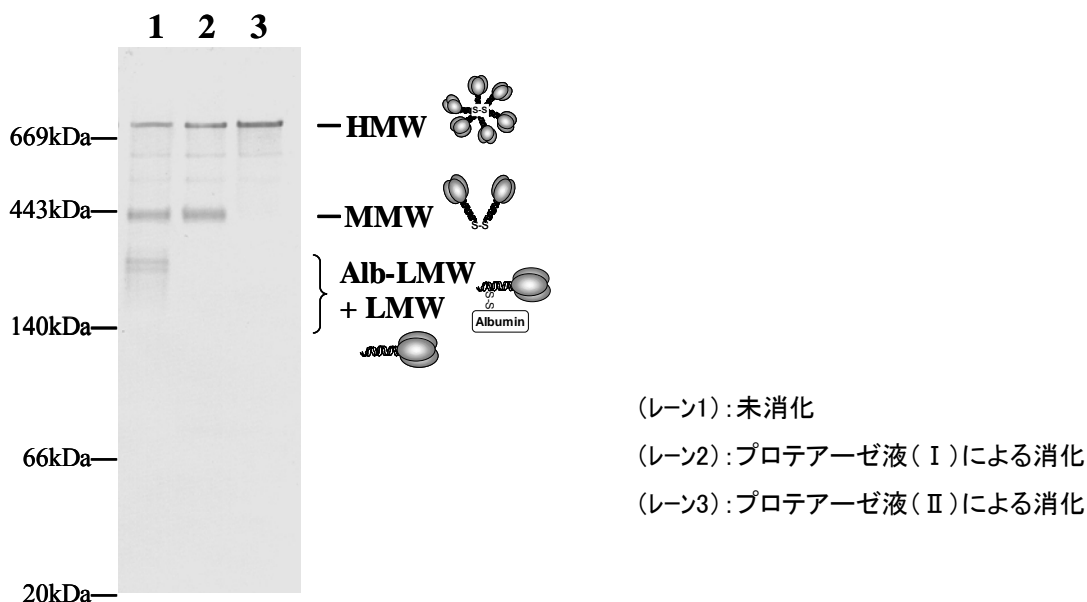 1 2 3
669kDa
443kDa
140kDa
66kDa
20kDa
HMW
S-S
MMW
S-S
Alb-LMW
+ LMW
S-S
Albumin
(レーン1):未消化
(レーン2):プロテアーゼ液(Ⅰ)による消化
(レーン3):プロテアーゼ液(Ⅱ)による消化